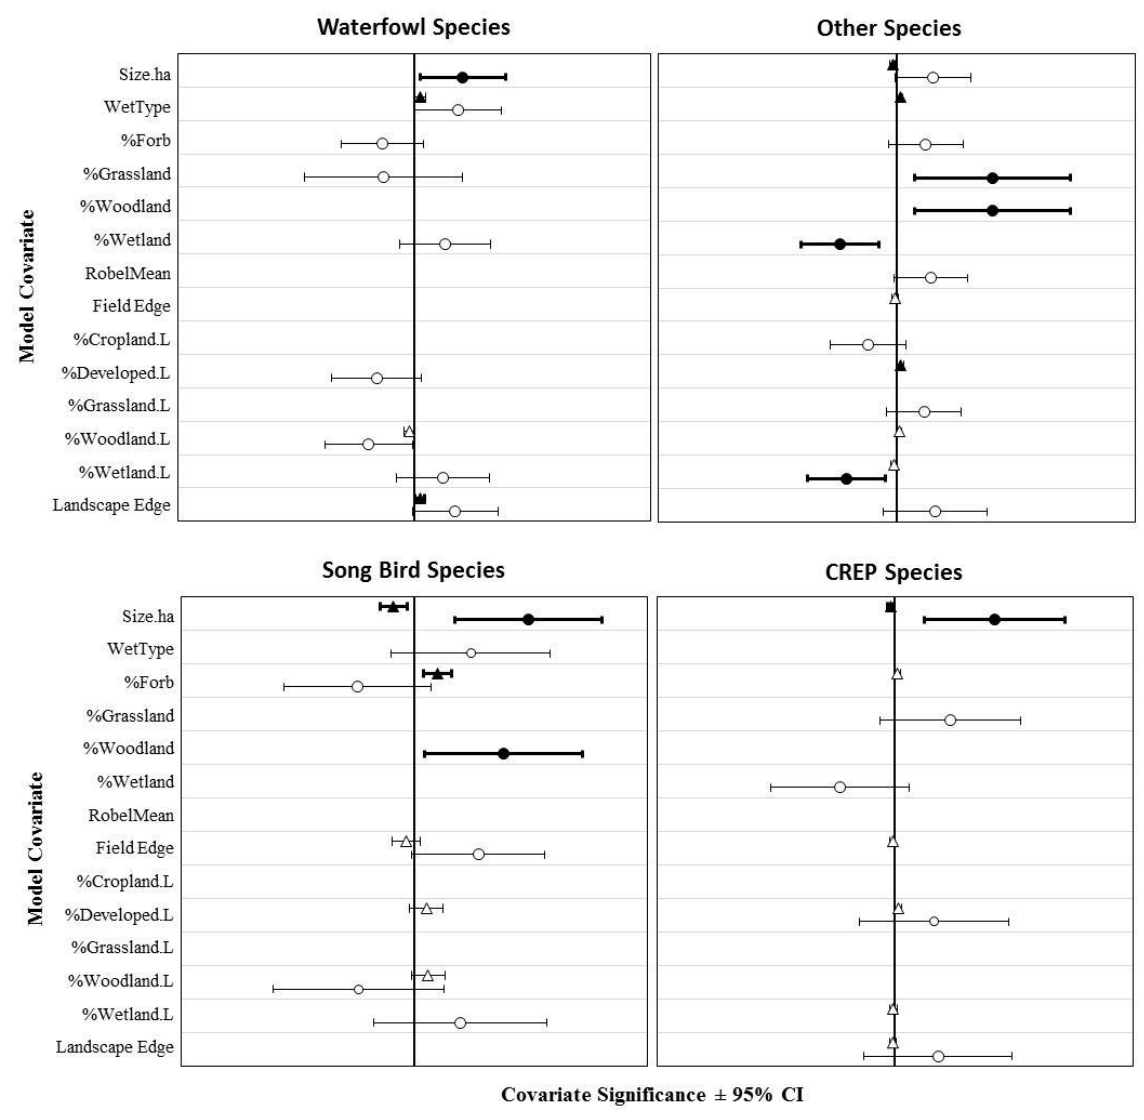 Waterfowl Species
Other Species
Size.ha
WetType
%Forb
%Grassland
%Woodland
%Wetland
RobelMean
Field Edge
%Cropland.L
%Developed.L
%Grassland.L
%Woodland.L
%Wetland.L
Landscape Edge
Model Covariate
Song Bird Species
CREP Species
Size.ha
WetType
%Forb
%Grassland
%Woodland
%Wetland
RobelMean
Field Edge
%Cropland.L
%Developed.L
%Grassland.L
%Woodland.L
%Wetland.L
Landscape Edge
Model Covariate
Covariate Significance ± 95% CI